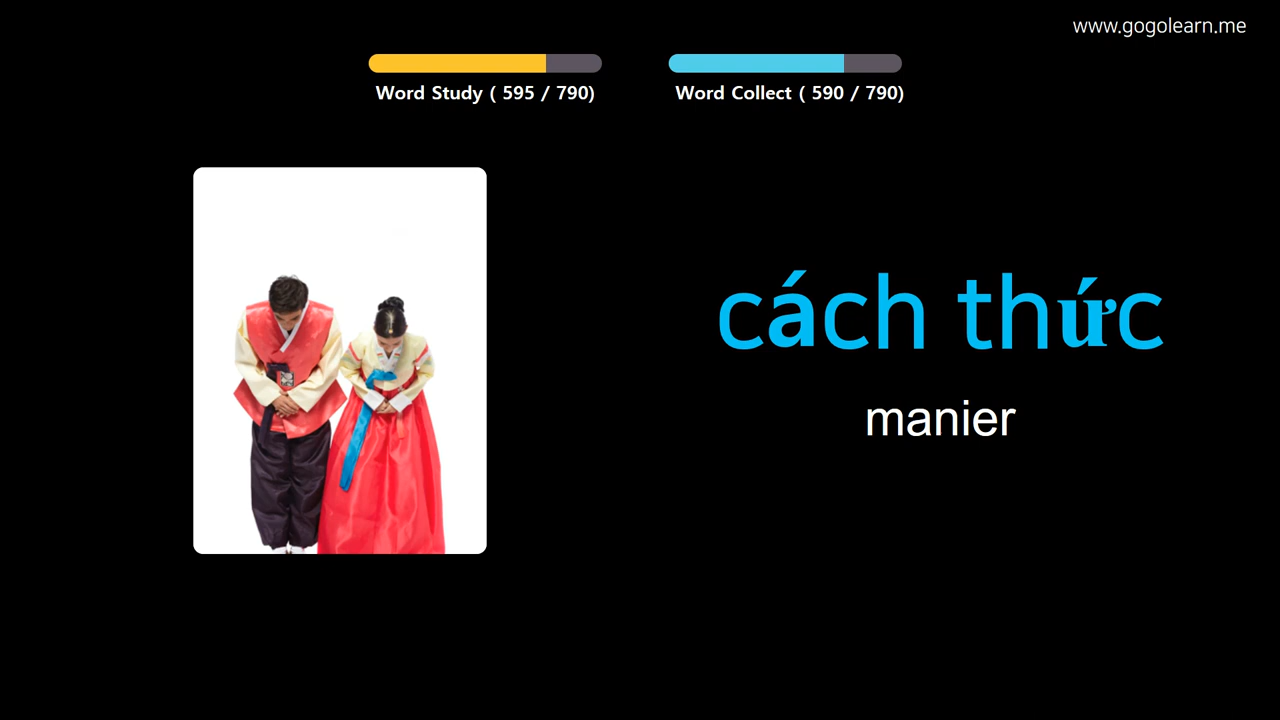 www.gogolearn.me
Word Study ( 595 / 790)
Word Collect ( 590 / 790)
cách thức
manier